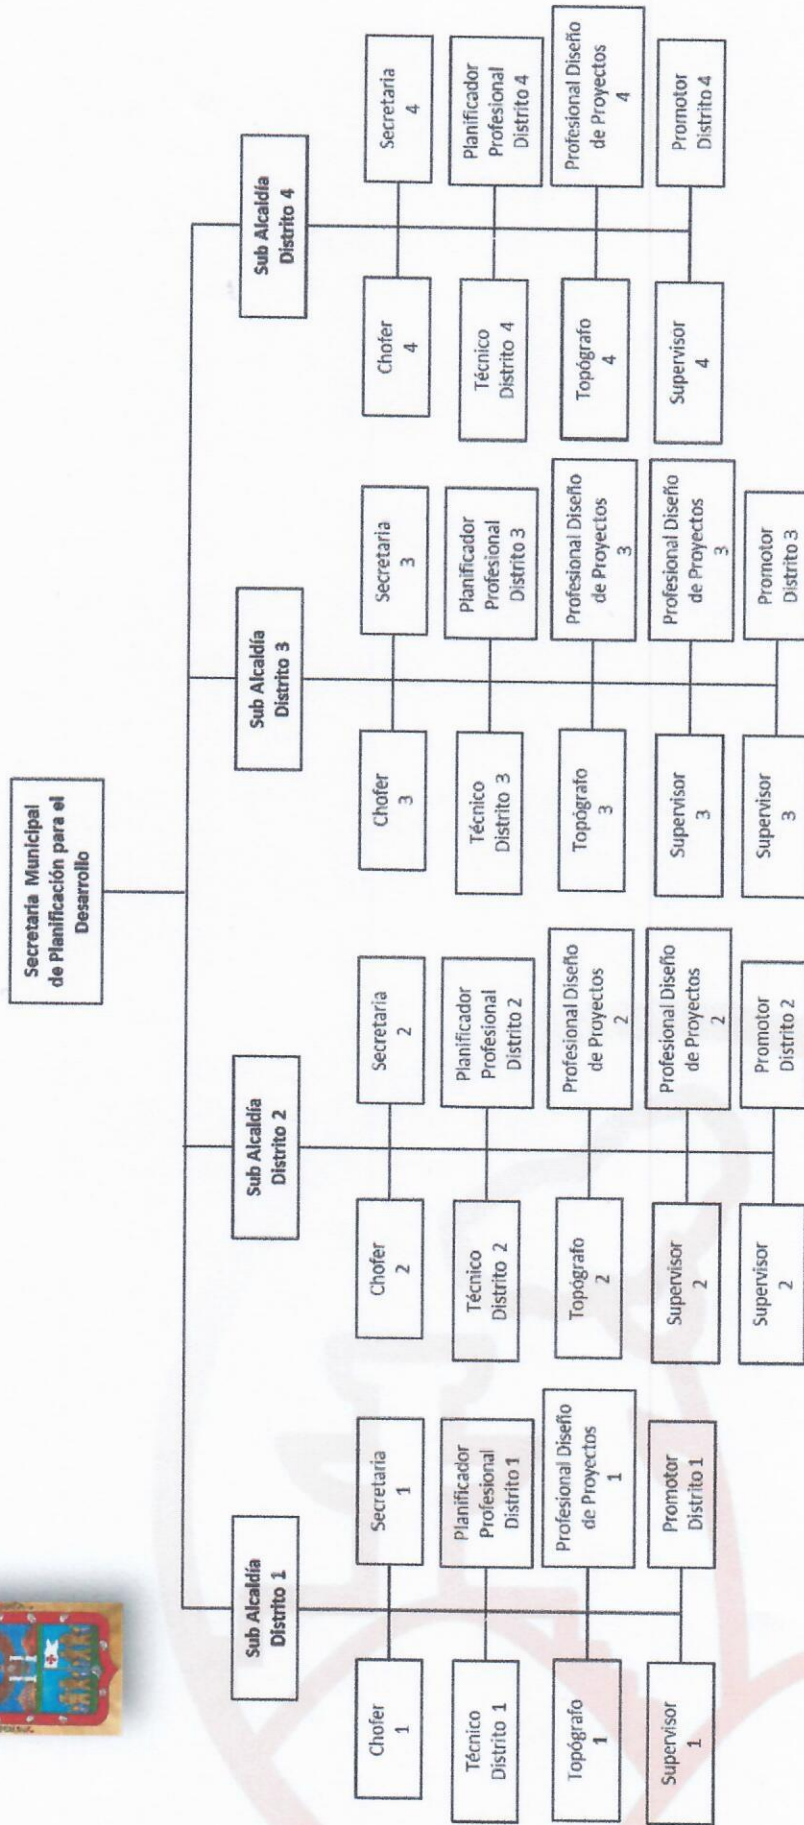 Secretaria Municipal
de Planificación para el
Desarrollo
Sub Alcaldía
Distrito 1
Chofer
1
Secretaria
1
Técnico
Distrito 1
Planificador
Profesional
Distrito 1
Topógrafo
1
Profesional Diseño
de Proyectos
1
Supervisor
1
Promotor
Distrito 1
Sub Alcaldía
Distrito 2
Chofer
2
Secretaria
2
Técnico
Distrito 2
Planificador
Profesional
Distrito 2
Topógrafo
2
Profesional Diseño
de Proyectos
2
Supervisor
2
Profesional Diseño
de Proyectos
2
Supervisor
2
Promotor
Distrito 2
Sub Alcaldía
Distrito 3
Chofer
3
Secretaria
3
Técnico
Distrito 3
Planificador
Profesional
Distrito 3
Topógrafo
3
Profesional Diseño
de Proyectos
3
Supervisor
3
Profesional Diseño
de Proyectos
3
Supervisor
3
Promotor
Distrito 3
Sub Alcaldía
Distrito 4
Chofer
4
Secretaria
4
Técnico
Distrito 4
Planificador
Profesional
Distrito 4
Topógrafo
4
Profesional Diseño
de Proyectos
4
Supervisor
4
Promotor
Distrito 4